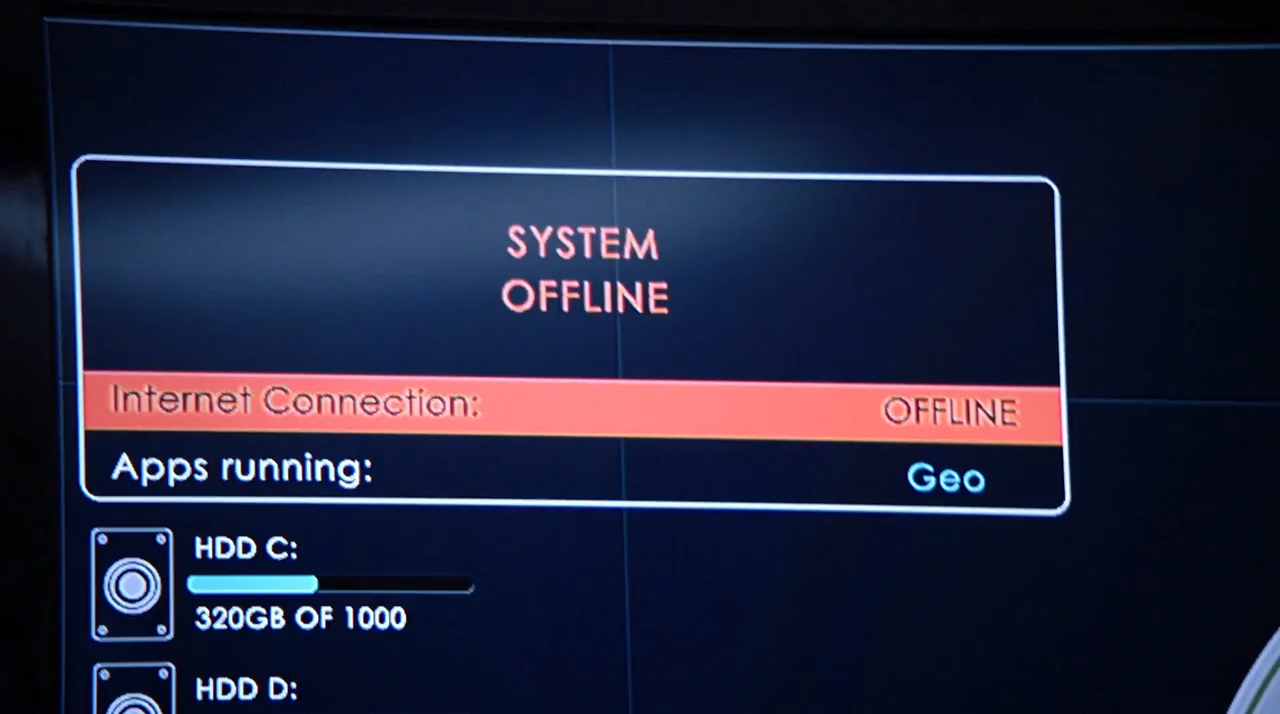 SYSTEM
OFFLINE
Internet Connection: OFFLINE
Apps running: Geo
HDD C:
320GB OF 1000
HDD D: